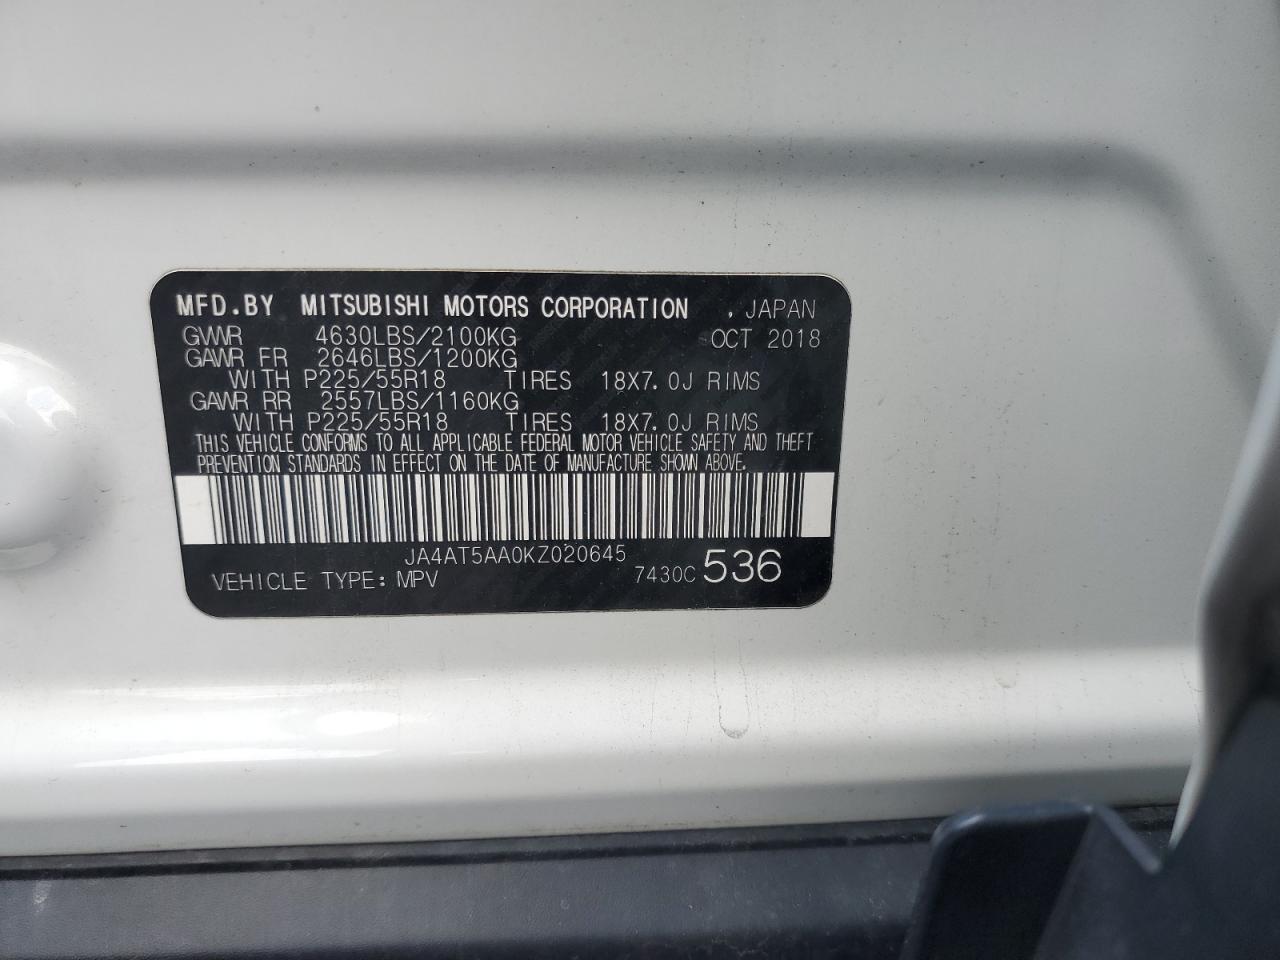 MFD.BY MITSUBISHI MOTORS CORPORATION , JAPAN
GVWR 4630LBS/2100KG OCT 2018
GAWR FR 2646LBS/1200KG
WITH P225/55R18 TIRES 18X7.0J RIMS
GAWR RR 2557LBS/1160KG
WITH P225/55R18 TIRES 18X7.0J RIMS
THIS VEHICLE CONFORMS TO ALL APPLICABLE FEDERAL MOTOR VEHICLE SAFETY AND THEFT
PREVENTION STANDARDS IN EFFECT ON THE DATE OF MANUFACTURE SHOWN ABOVE.
JA4AT5AA0KZ020645
VEHICLE TYPE: MPV 7430C 536